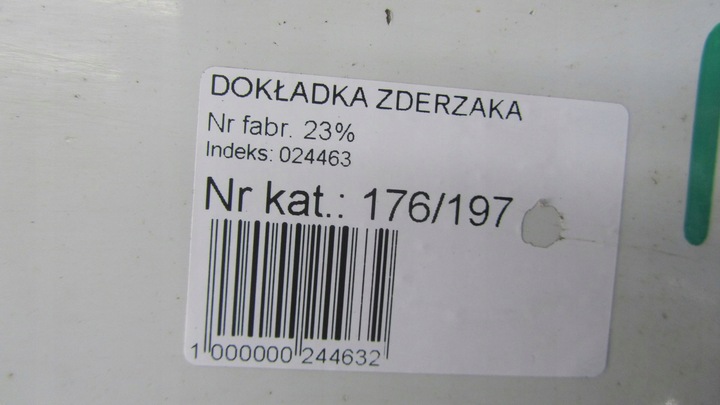 DOKŁADKA ZDERZAKA
Nr fabr. 23%
Indeks: 024463
Nr kat.: 176/197
1 000000 244632